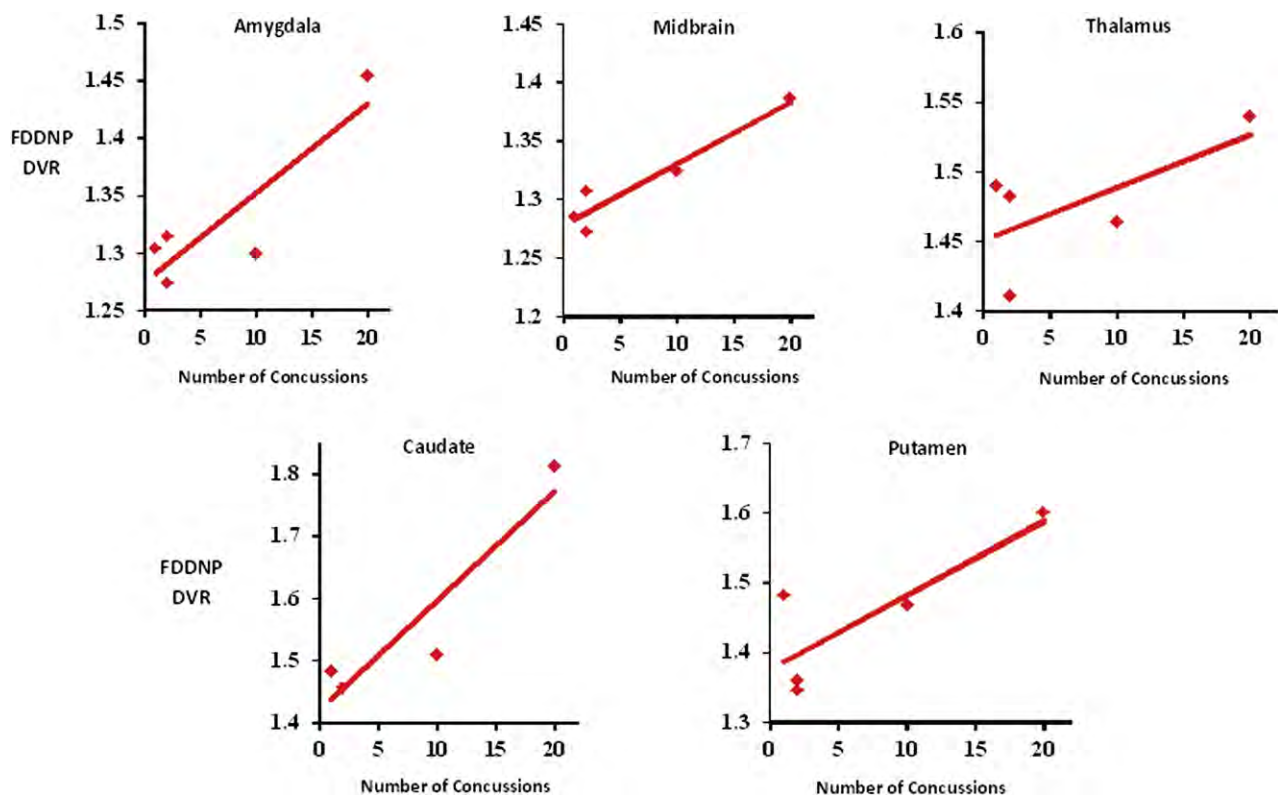 Amygdala
1.5
1.45
1.4
1.35
1.3
1.25
FDDNP
DVR
0 5 10 15 20
Number of Concussions
Midbrain
1.45
1.4
1.35
1.3
1.25
1.2
0 5 10 15 20
Number of Concussions
Thalamus
1.6
1.55
1.5
1.45
1.4
0 5 10 15 20
Number of Concussions
Caudate
1.8
1.7
1.6
1.5
1.4
FDDNP
DVR
0 5 10 15 20
Number of Concussions
Putamen
1.7
1.6
1.5
1.4
1.3
0 5 10 15 20
Number of Concussions